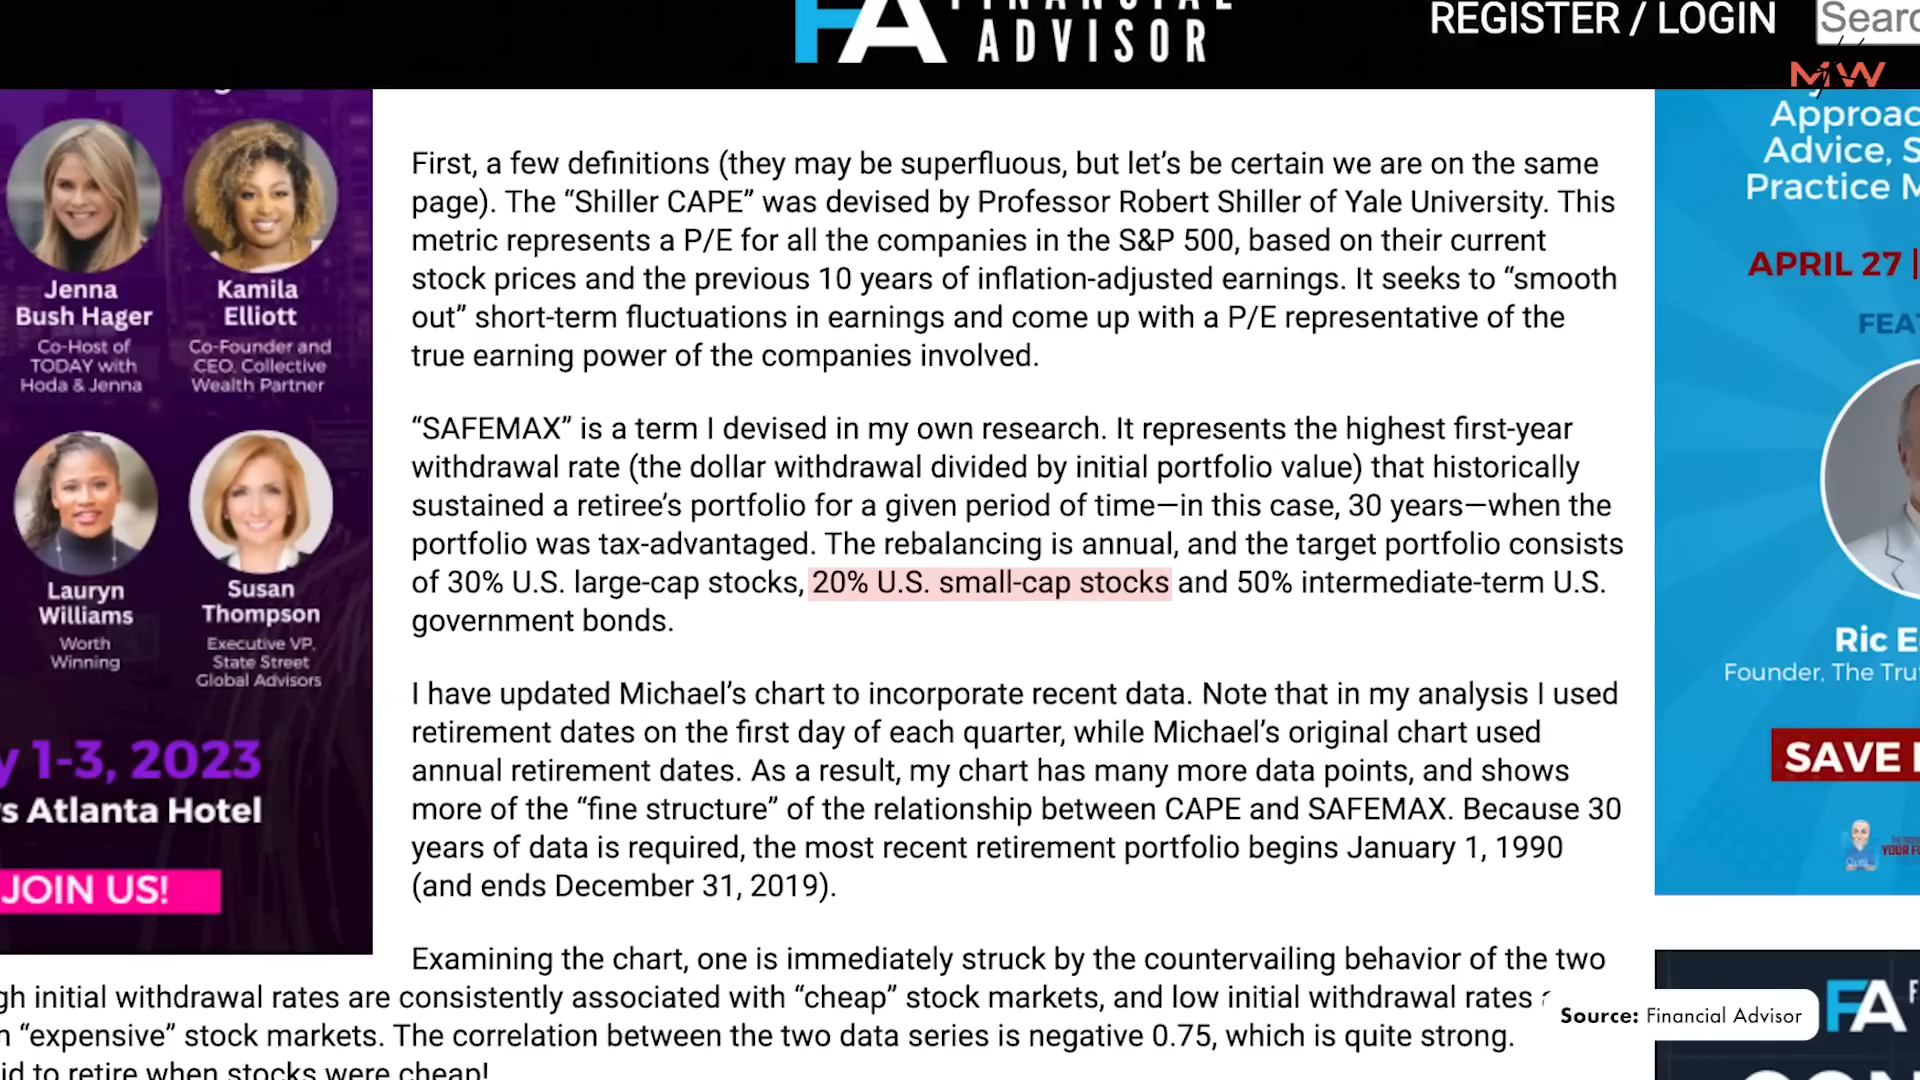 ADVISOR
REGISTER / LOGIN
MW
Jenna
Bush Hager
Co-Host of
TODAY with
Hoda & Jenna
Kamila
Elliott
Co-Founder and
CEO, Collective
Wealth Partner
Lauryn
Williams
Worth
Winning
Susan
Thompson
Executive VP,
State Street
Global Advisors
1-3, 2023
Atlanta Hotel
JOIN US!
First, a few definitions (they may be superfluous, but let’s be certain we are on the same
page). The “Shiller CAPE” was devised by Professor Robert Shiller of Yale University. This
metric represents a P/E for all the companies in the S&P 500, based on their current
stock prices and the previous 10 years of inflation-adjusted earnings. It seeks to “smooth
out” short-term fluctuations in earnings and come up with a P/E representative of the
true earning power of the companies involved.
“SAFEMAX” is a term I devised in my own research. It represents the highest first-year
withdrawal rate (the dollar withdrawal divided by initial portfolio value) that historically
sustained a retiree’s portfolio for a given period of time—in this case, 30 years—when the
portfolio was tax-advantaged. The rebalancing is annual, and the target portfolio consists
of 30% U.S. large-cap stocks, 20% U.S. small-cap stocks and 50% intermediate-term U.S.
government bonds.
I have updated Michael’s chart to incorporate recent data. Note that in my analysis I used
retirement dates on the first day of each quarter, while Michael’s original chart used
annual retirement dates. As a result, my chart has many more data points, and shows
more of the “fine structure” of the relationship between CAPE and SAFEMAX. Because 30
years of data is required, the most recent retirement portfolio begins January 1, 1990
(and ends December 31, 2019).
Examining the chart, one is immediately struck by the countervailing behavior of the two
initial withdrawal rates are consistently associated with “cheap” stock markets, and low initial withdrawal rates
“expensive” stock markets. The correlation between the two data series is negative 0.75, which is quite strong.
to retire when stocks were cheap!
Advice,
Practice
APRIL 27 |
Ric
Founder, The
SAVE
Source: Financial Advisor
FA